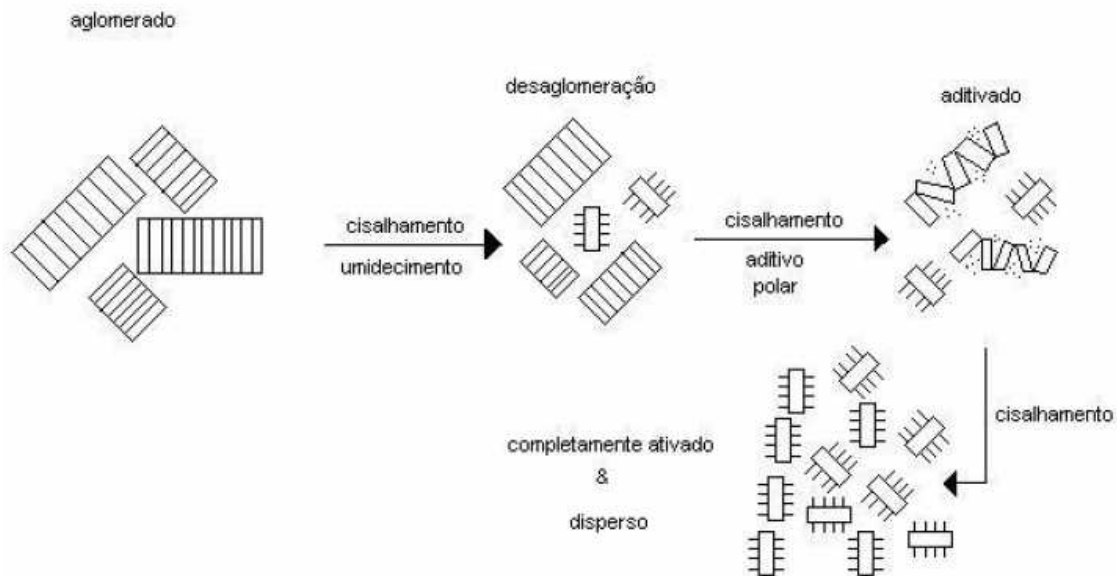 aglomerado
desaglomeração
aditivado
cisalhamento
umidecimento
cisalhamento
aditivo
polar
cisalhamento
completamente ativado
&
disperso